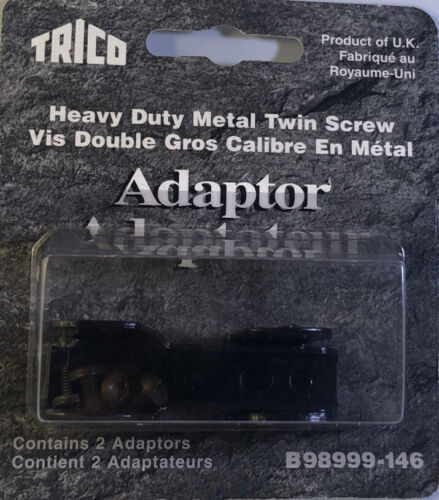 TRICO
Product of U.K.
Fabriqué au
Royaume-Uni
Heavy Duty Metal Twin Screw
Vis Double Gros Calibre En Métal
Adaptor
Adaptateur
Contains 2 Adaptors
Contient 2 Adaptateurs
B98999-146